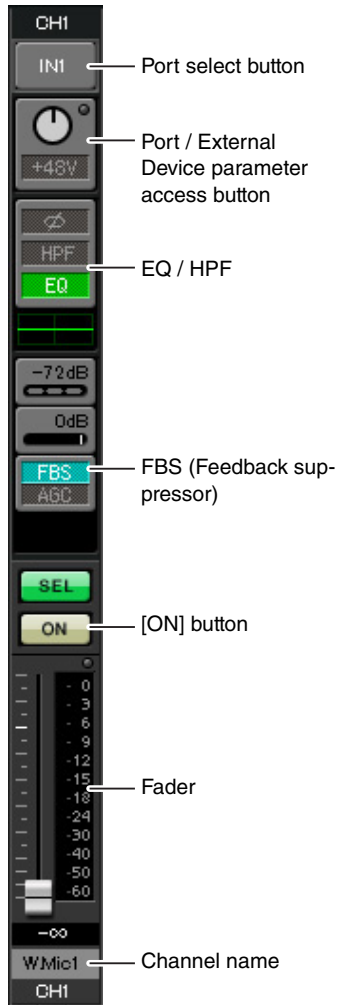 CH1
IN1
Port select button
Port / External
Device parameter
access button
+48V
Ø
HPF
EQ
EQ / HPF
-72dB
0dB
FBS
AGC
FBS (Feedback sup-
pressor)
SEL
ON
[ON] button
0
- 3
- 6
- 9
-12
-15
-18
-24
-30
-40
-50
-60
Fader
-∞
W.Mic1
Channel name
CH1